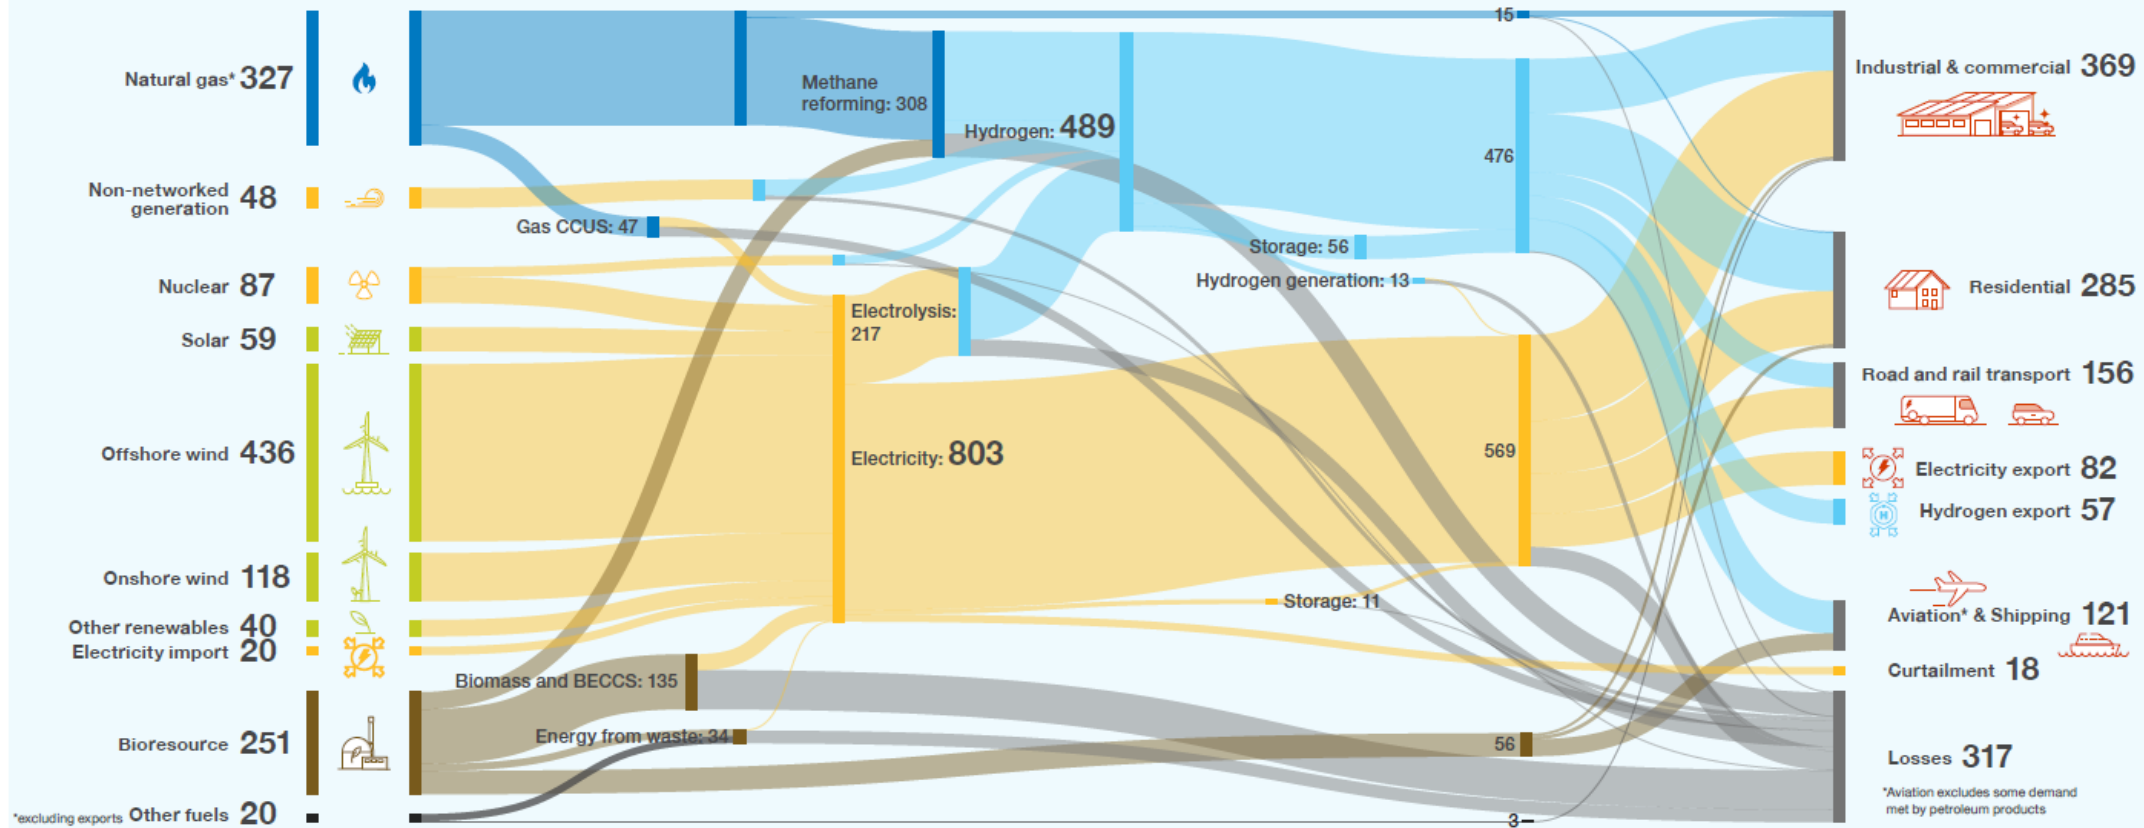 Natural gas* 327
Non-networked
generation 48
Nuclear 87
Solar 59
Offshore wind 436
Onshore wind 118
Other renewables 40
Electricity import 20
Bioresource 251
*excluding exports Other fuels 20
Gas CCUS: 47
Biomass and BECCS: 135
Energy from waste: 34
Methane
reforming: 308
Hydrogen: 489
Electrolysis:
217
Electricity: 803
Storage: 56
Hydrogen generation: 13
Storage: 11
15
476
569
56
3
Industrial & commercial 369
Residential 285
Road and rail transport 156
Electricity export 82
H
Hydrogen export 57
Aviation* & Shipping 121
Curtailment 18
Losses 317
*Aviation excludes some demand
met by petroleum products